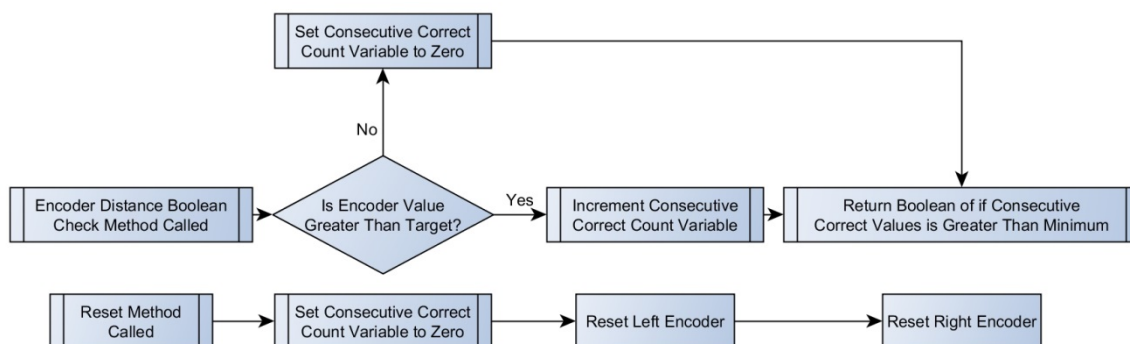 Set Consecutive Correct
Count Variable to Zero
No
Encoder Distance Boolean
Check Method Called
Is Encoder Value
Greater Than Target?
Yes
Increment Consecutive
Correct Count Variable
Return Boolean of if Consecutive
Correct Values is Greater Than Minimum
Reset Method
Called
Set Consecutive Correct
Count Variable to Zero
Reset Left Encoder
Reset Right Encoder